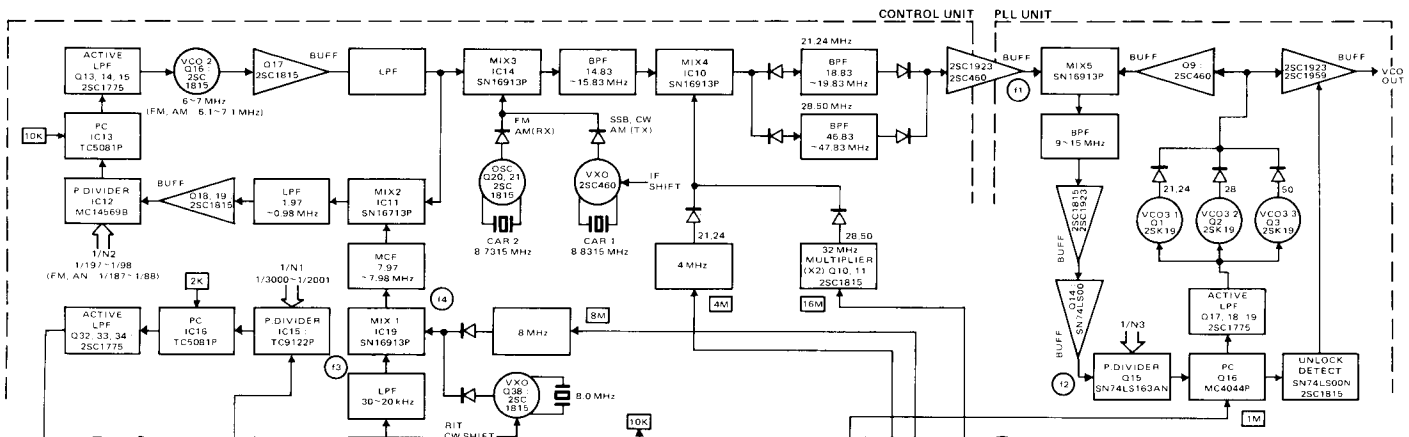 CONTROL UNIT
PLL UNIT
ACTIVE
LPF
Q13, 14, 15
2SC1775
VCO 2
Q16 :
2SC
1815
6~7 MHz
(FM, AM 6.1~7.1 MHz)
Q17
2SC1815
BUFF
LPF
MIX3
IC14
SN16913P
BPF
14.83
~15.83 MHz
MIX4
IC10
SN16913P
21,24 MHz
BPF
18.83
~19.83 MHz
28.50 MHz
BPF
46.83
~47.83 MHz
2SC1923
2SC460
BUFF
f1
MIX5
SN16913P
BUFF
Q9 :
2SC460
2SC1923
2SC1959
BUFF
VCO
OUT
10K
PC
IC13
TC5081P
P.DIVIDER
IC12
MC14569B
1/N2
1/197~1/98
(FM, AN 1/187~1/88)
BUFF
Q18, 19
2SC1815
LPF
1.97
~0.98 MHz
MIX2
IC11
SN16713P
FM
AM(RX)
OSC
Q20, 21
2SC
1815
CAR 2
8 7315 MHz
SSB, CW
AM (TX)
VXO
2SC460
IF
SHIFT
CAR 1
8 8315 MHz
21,24
4 MHz
4M
28.50
32 MHz
MULTIPLIER
(X2) Q10, 11
2SC1815
16M
BPF
9~15 MHz
2SC1815
2SC1923
BUFF
Q14 :
SN74LS00
BUFF
f2
21,24
VCO3 1
Q1
2SK19
28
VCO3 2
Q2
2SK19
50
VCO3 3
Q3
2SK19
ACTIVE
LPF
Q17, 18 19
2SC1775
1/N3
P.DIVIDER
Q15
SN74LS163AN
PC
Q16
MC4044P
1M
UNLOCK
DETECT
SN74LS00N
2SC1815
MCF
7.97
~7.98 MHz
f4
MIX 1
IC19
SN16913P
8 MHz
8M
f3
LPF
30~20 kHz
VXO
Q38 :
2SC
1815
8.0 MHz
RIT
CW SHIFT
10K
1/N1
1/3000~1/2001
P.DIVIDER
IC15 :
TC9122P
2K
PC
IC16
TC5081P
ACTIVE
LPF
Q32, 33, 34 :
2SC1775